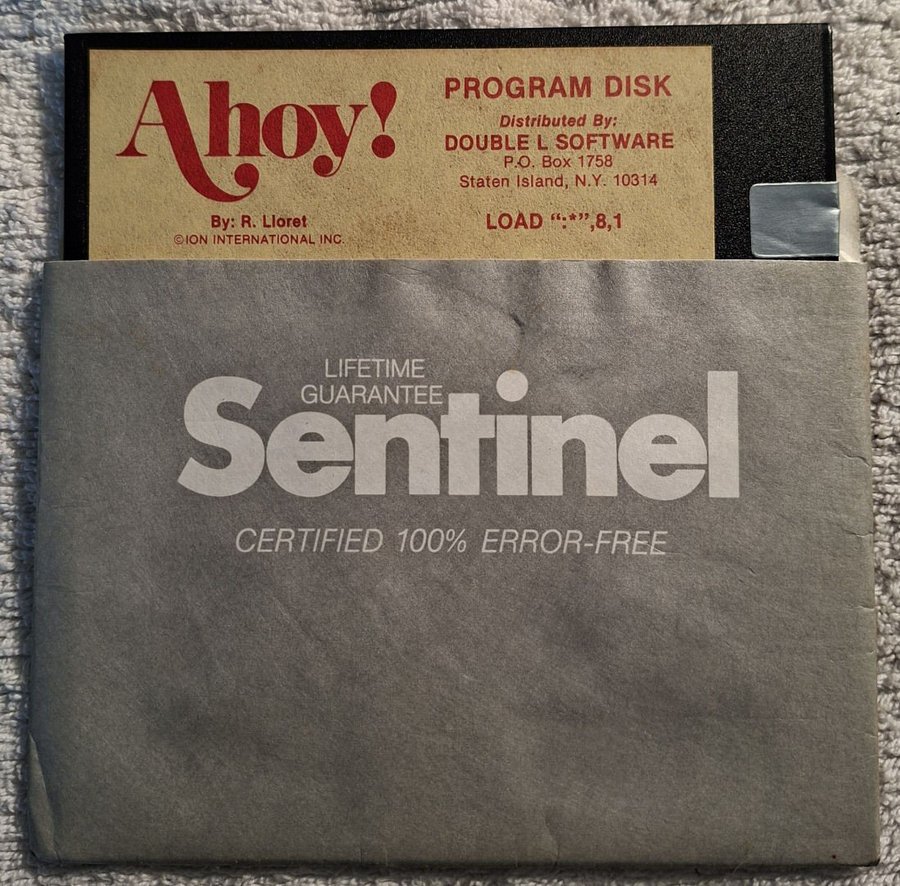 Ahoy!
By: R. Lloret
©ION INTERNATIONAL INC.
PROGRAM DISK
Distributed By:
DOUBLE L SOFTWARE
P.O. Box 1758
Staten Island, N.Y. 10314
LOAD “:*”,8,1
LIFETIME
GUARANTEE
Sentinel
CERTIFIED 100% ERROR-FREE